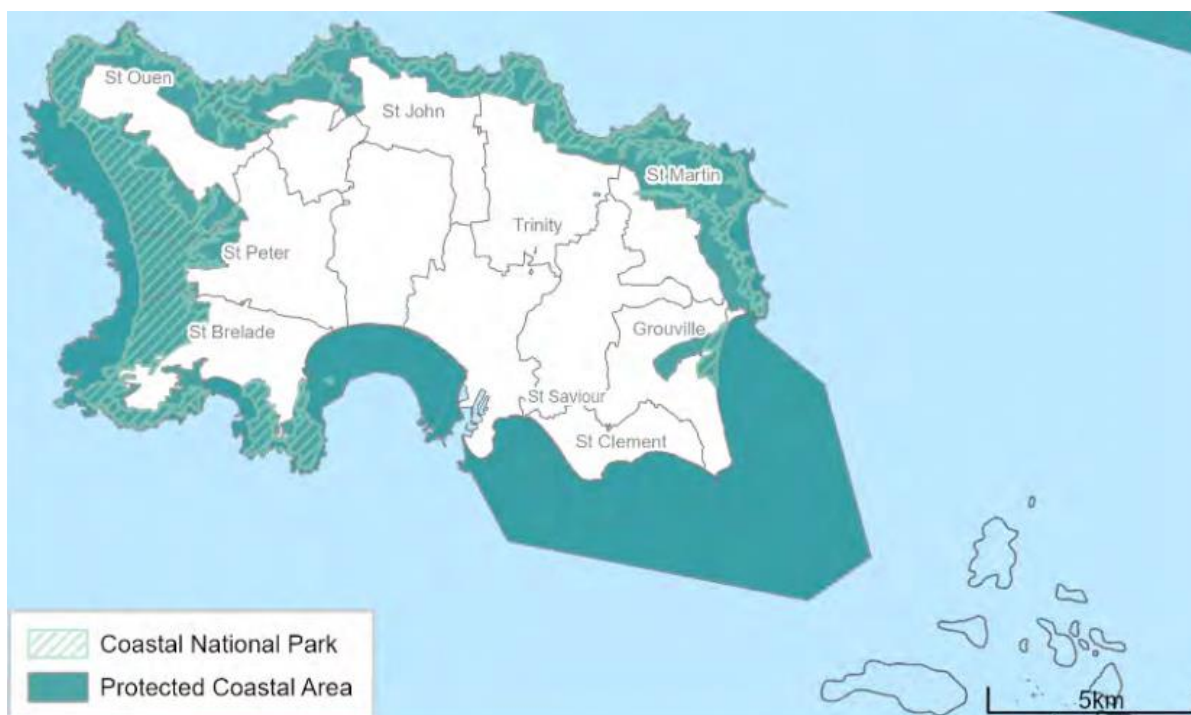 St Ouen
St John
St Martin
Trinity
St Peter
St Brelade
Grouville
St Saviour
St Clement
Coastal National Park
Protected Coastal Area
5km